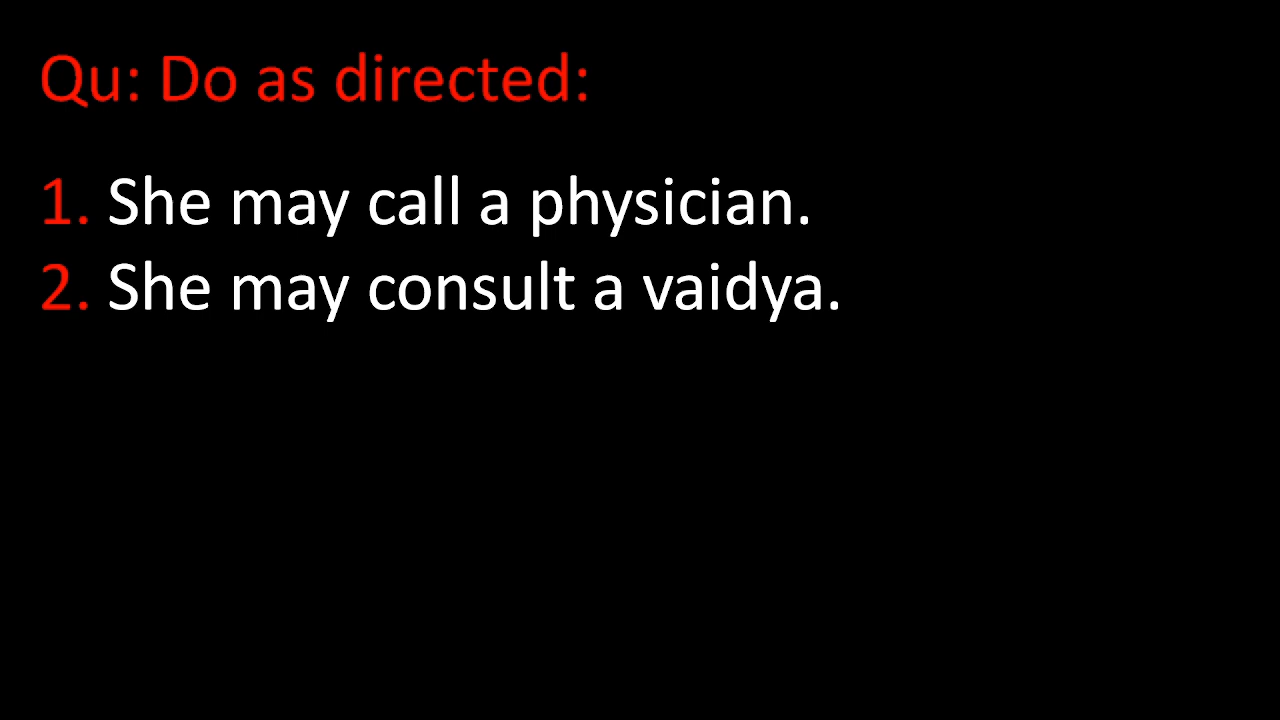 Qu: Do as directed:
1. She may call a physician.
2. She may consult a vaidya.